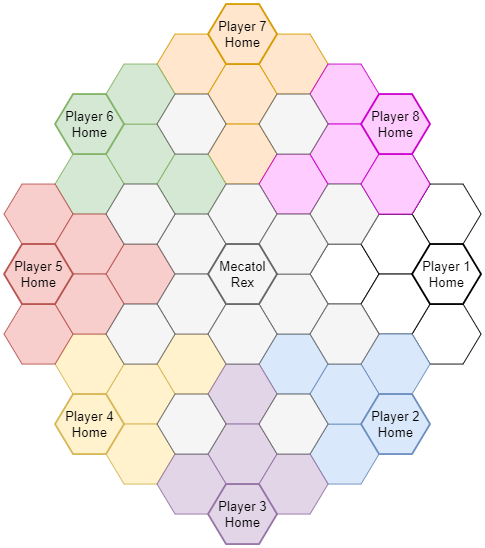 Player 7
Home
Player 6
Home
Player 8
Home
Player 5
Home
Mecatol
Rex
Player 1
Home
Player 4
Home
Player 2
Home
Player 3
Home